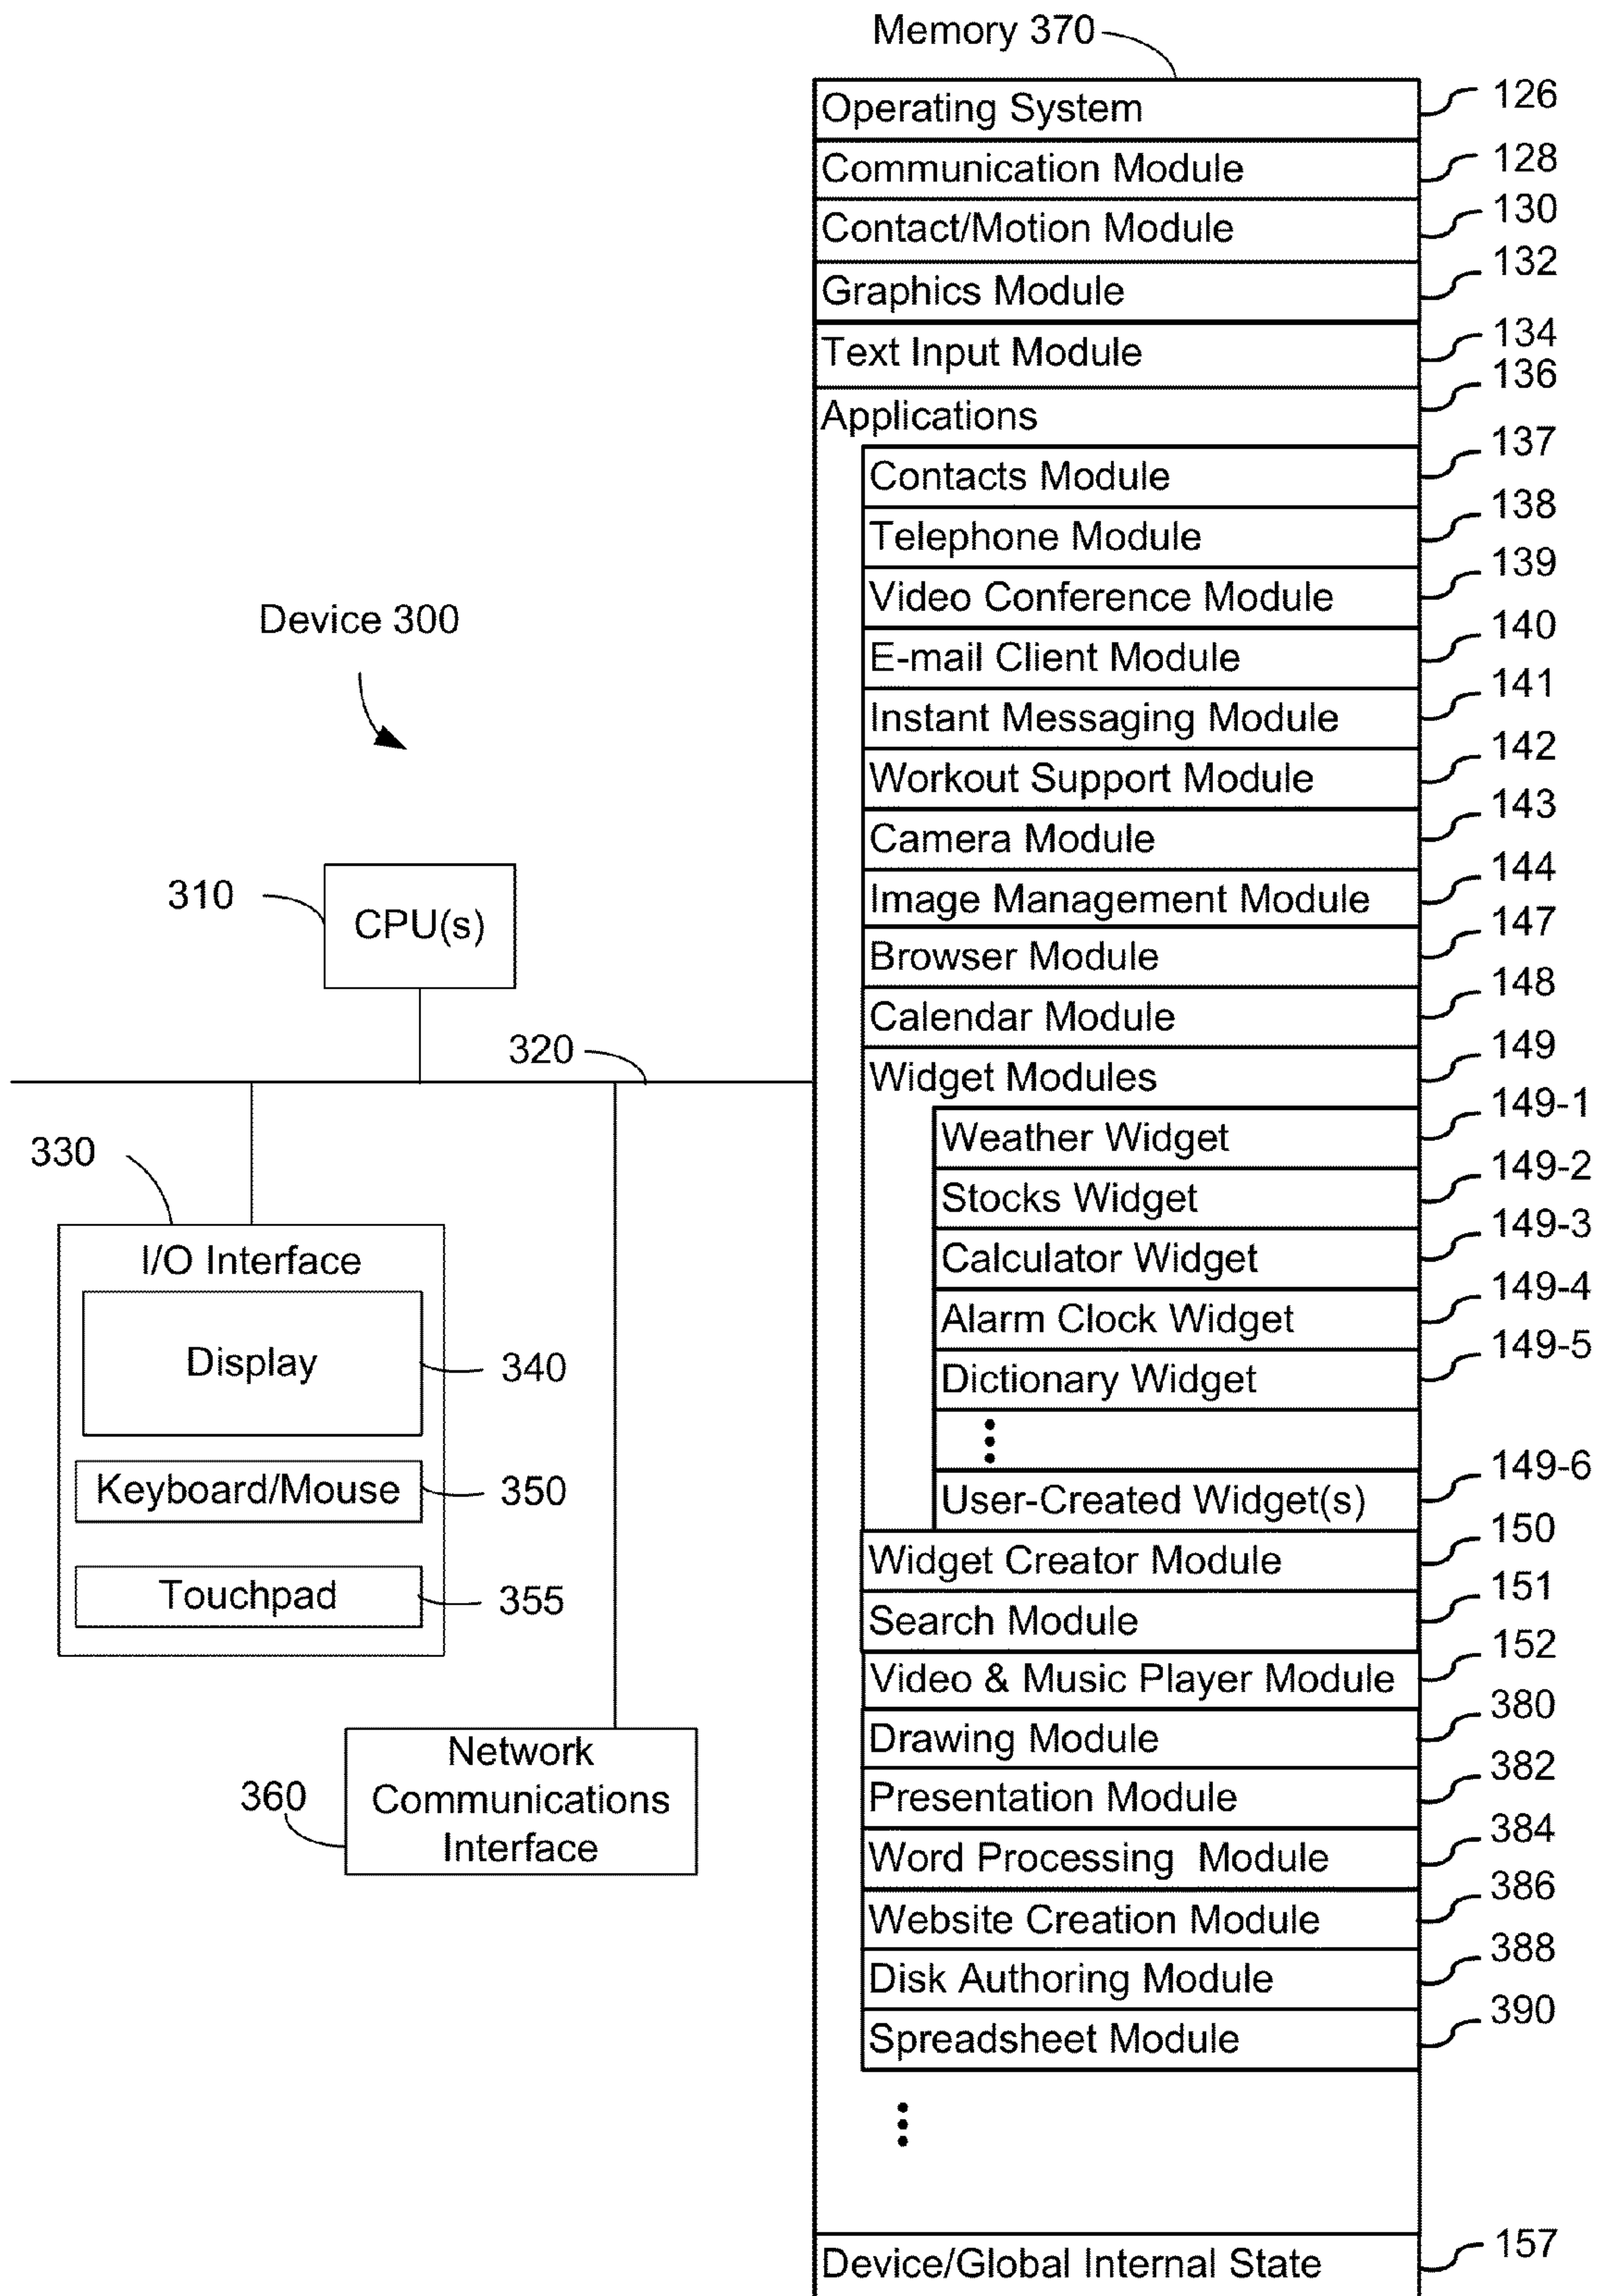 Memory 370
Operating System 126
Communication Module 128
Contact/Motion Module 130
Graphics Module 132
Text Input Module 134
Applications 136
Contacts Module 137
Telephone Module 138
Video Conference Module 139
E-mail Client Module 140
Instant Messaging Module 141
Workout Support Module 142
Camera Module 143
Image Management Module 144
Browser Module 147
Calendar Module 148
Widget Modules 149
Weather Widget 149-1
Stocks Widget 149-2
Calculator Widget 149-3
Alarm Clock Widget 149-4
Dictionary Widget 149-5
User-Created Widget(s) 149-6
Widget Creator Module 150
Search Module 151
Video & Music Player Module 152
Drawing Module 380
Presentation Module 382
Word Processing Module 384
Website Creation Module 386
Disk Authoring Module 388
Spreadsheet Module 390
Device/Global Internal State 157
Device 300
310
CPU(s)
320
330
I/O Interface
Display 340
Keyboard/Mouse 350
Touchpad 355
360
Network
Communications
Interface